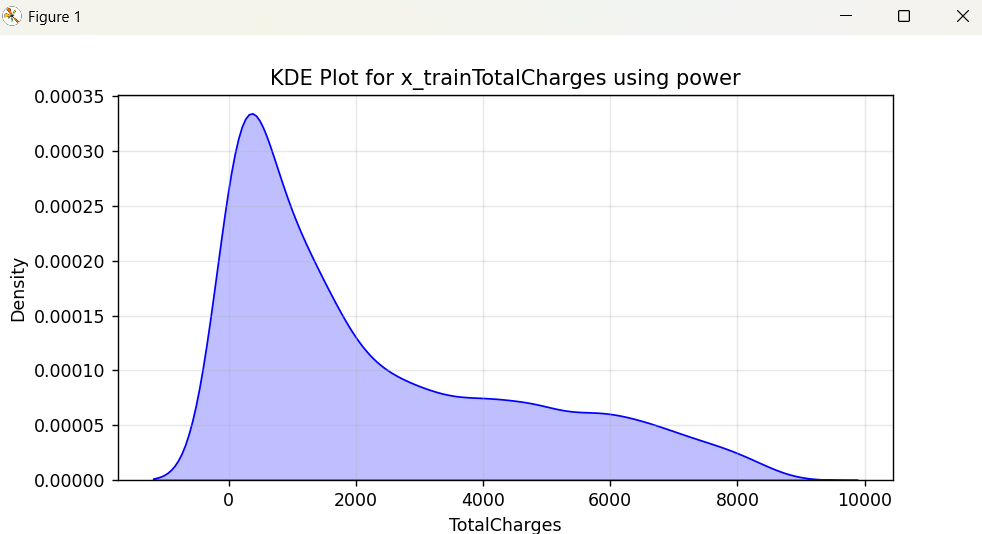 Figure 1
KDE Plot for x_trainTotalCharges using power
0.00035
0.00030
0.00025
0.00020
0.00015
0.00010
0.00005
0.00000
Density
0 2000 4000 6000 8000 10000
TotalCharges